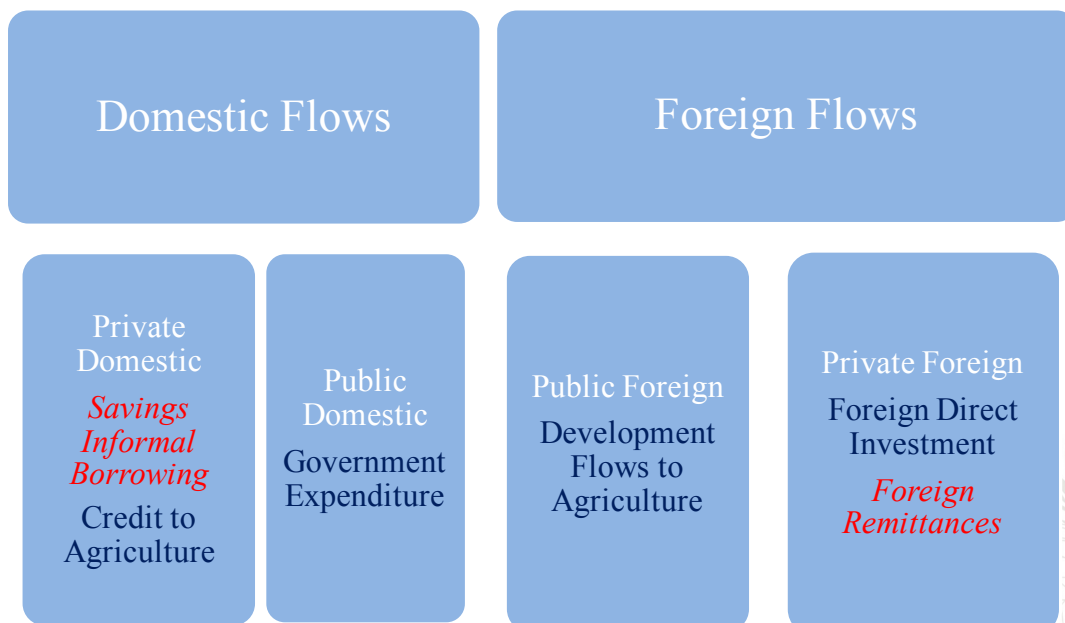 Domestic Flows
Foreign Flows
Private
Domestic
Savings
Informal
Borrowing
Credit to
Agriculture
Public
Domestic
Government
Expenditure
Public Foreign
Development
Flows to
Agriculture
Private Foreign
Foreign Direct
Investment
Foreign
Remittances